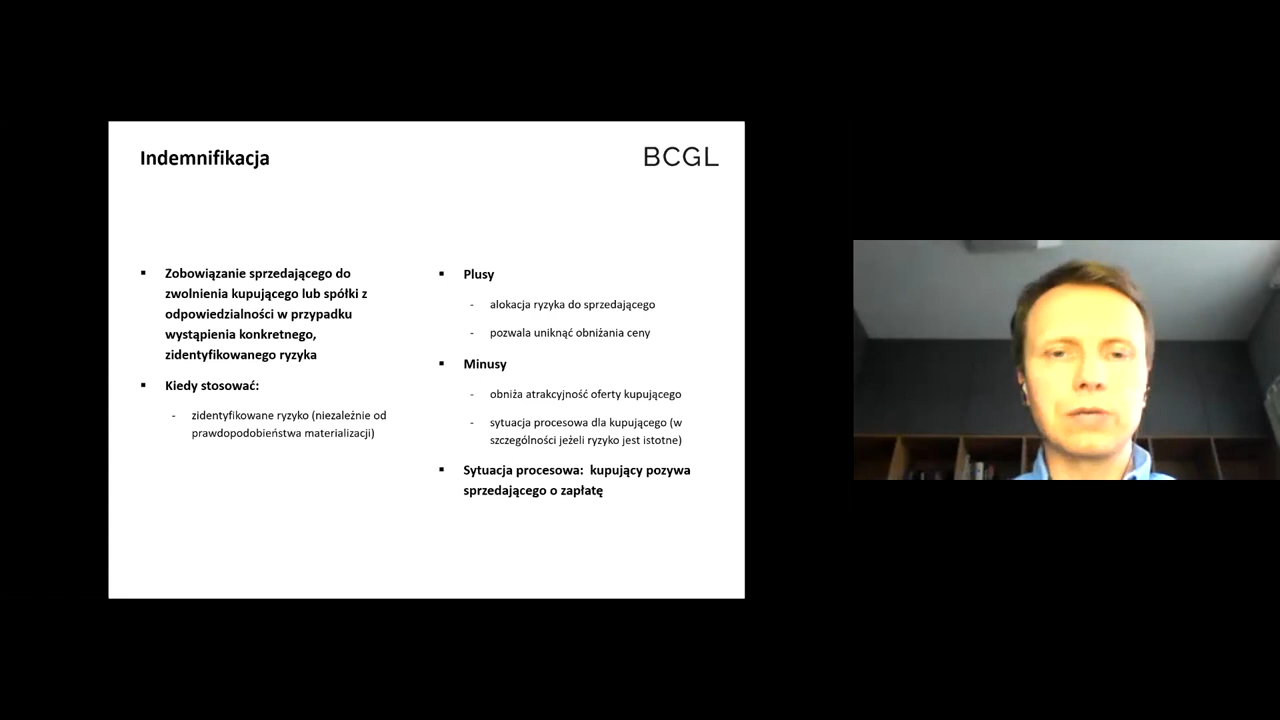 Indemnifikacja
BCGL
▪ Zobowiązanie sprzedającego do
zwolnienia kupującego lub spółki z
odpowiedzialności w przypadku
wystąpienia konkretnego,
zidentyfikowanego ryzyka
▪ Kiedy stosować:
- zidentyfikowane ryzyko (niezależnie od
prawdopodobieństwa materializacji)
▪ Plusy
- alokacja ryzyka do sprzedającego
- pozwala uniknąć obniżania ceny
▪ Minusy
- obniża atrakcyjność oferty kupującego
- sytuacja procesowa dla kupującego (w
szczególności jeżeli ryzyko jest istotne)
▪ Sytuacja procesowa: kupujący pozywa
sprzedającego o zapłatę